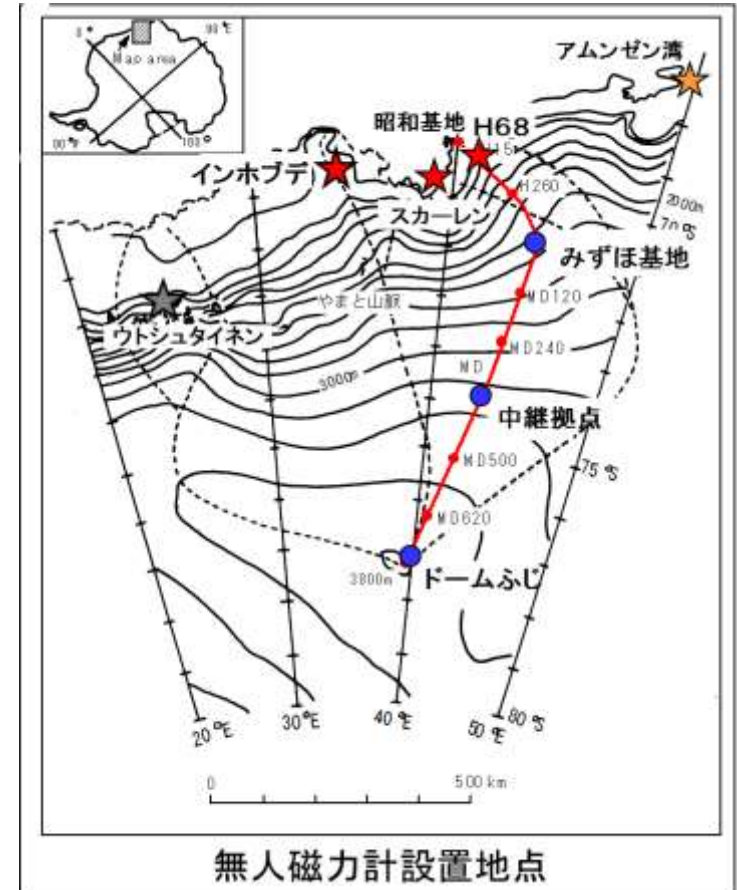 0°
90°E
Map area
90°W
180°
アムンゼン湾
昭和基地
H68
H15
インホブデ
H260
スカーレン
2000m
70°S
みずほ基地
やまと山脈
MD120
ウトシュタイネン
MD240
MD
3000m
中継拠点
75°S
MD500
MD620
3800m
ドームふじ
20°E
30°E
40°E
50°E
80°S
0
500 km
無人磁力計設置地点